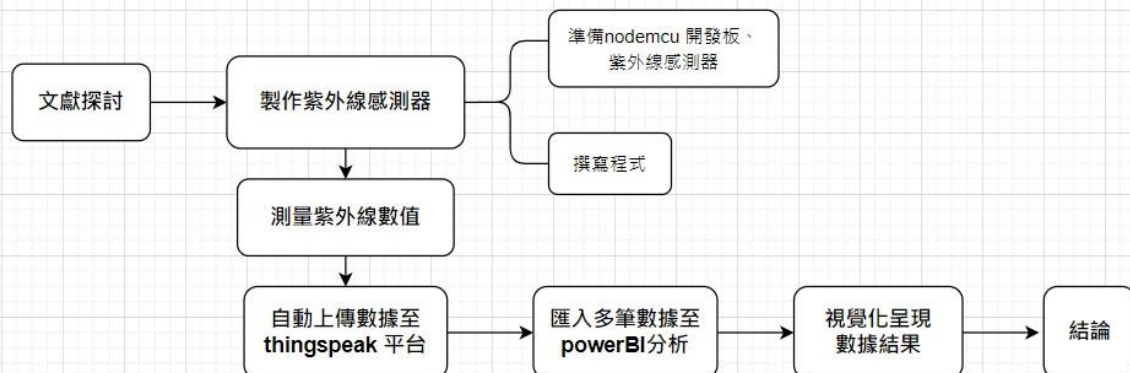 文獻探討
製作紫外線感測器
準備nodemcu 開發板、
紫外線感測器
撰寫程式
測量紫外線數值
自動上傳數據至
thingspeak 平台
匯入多筆數據至
powerBI分析
視覺化呈現
數據結果
結論